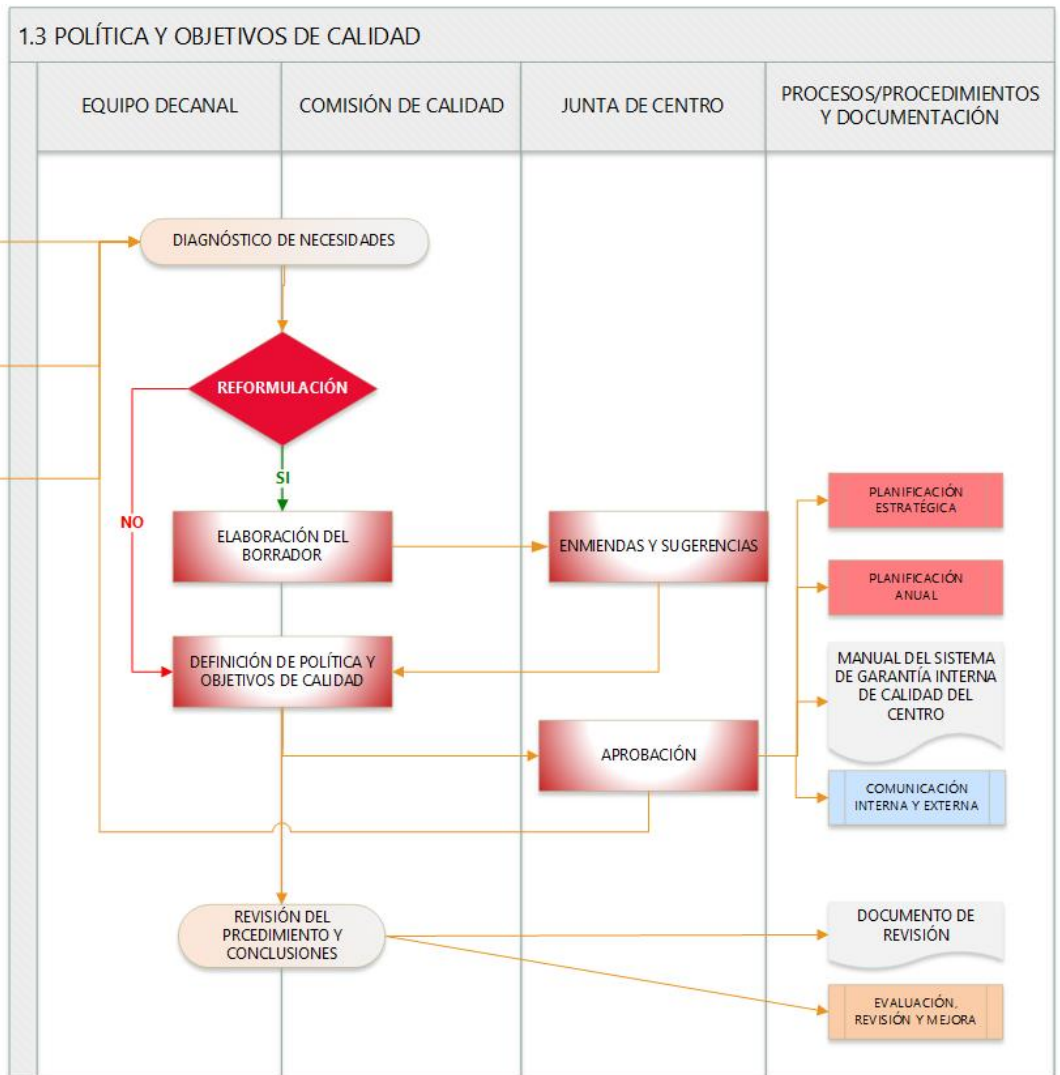 1.3 POLÍTICA Y OBJETIVOS DE CALIDAD
EQUIPO DECANAL
COMISIÓN DE CALIDAD
JUNTA DE CENTRO
PROCESOS/PROCEDIMIENTOS
Y DOCUMENTACIÓN
DIAGNÓSTICO DE NECESIDADES
REFORMULACIÓN
SI
NO
ELABORACIÓN DEL
BORRADOR
ENMIENDAS Y SUGERENCIAS
PLANIFICACIÓN
ESTRATÉGICA
PLANIFICACIÓN
ANUAL
DEFINICIÓN DE POLÍTICA Y
OBJETIVOS DE CALIDAD
MANUAL DEL SISTEMA
DE GARANTÍA INTERNA
DE CALIDAD DEL
CENTRO
APROBACIÓN
COMUNICACIÓN
INTERNA Y EXTERNA
REVISIÓN DEL
PRCEDIMIENTO Y
CONCLUSIONES
DOCUMENTO DE
REVISIÓN
EVALUACIÓN,
REVISIÓN Y MEJORA